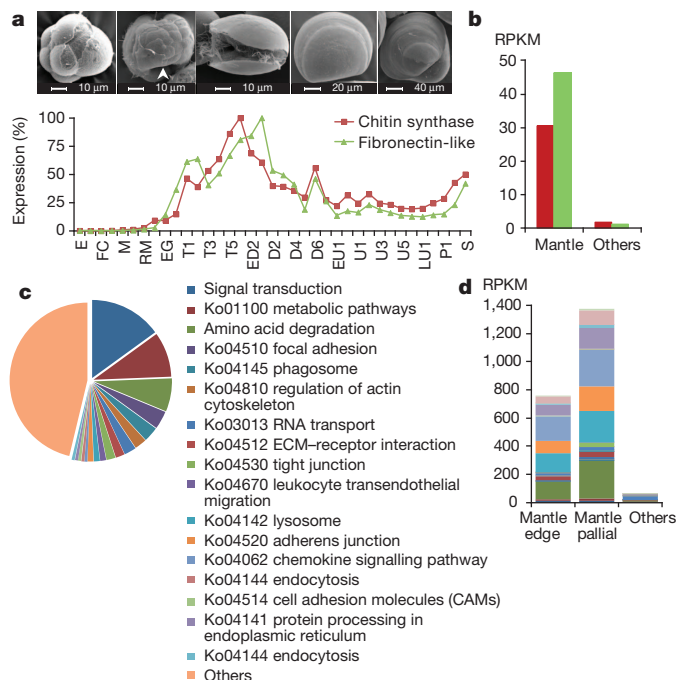 a
10 µm
10 µm
10 µm
20 µm
40 µm
Expression (%)
100
75
50
25
0
Chitin synthase
Fibronectin-like
E
FC
M
RM
EG
T1
T3
T5
ED2
D2
D4
D6
EU1
U1
U3
U5
LU1
P1
S
b
RPKM
50
40
30
20
10
0
Mantle
Others
c
Signal transduction
Ko01100 metabolic pathways
Amino acid degradation
Ko04510 focal adhesion
Ko04145 phagosome
Ko04810 regulation of actin
cytoskeleton
Ko03013 RNA transport
Ko04512 ECM–receptor interaction
Ko04530 tight junction
Ko04670 leukocyte transendothelial
migration
Ko04142 lysosome
Ko04520 adherens junction
Ko04062 chemokine signalling pathway
Ko04144 endocytosis
Ko04514 cell adhesion molecules (CAMs)
Ko04141 protein processing in
endoplasmic reticulum
Ko04144 endocytosis
Others
d
RPKM
1,400
1,200
1,000
800
600
400
200
0
Mantle
edge
Mantle
pallial
Others